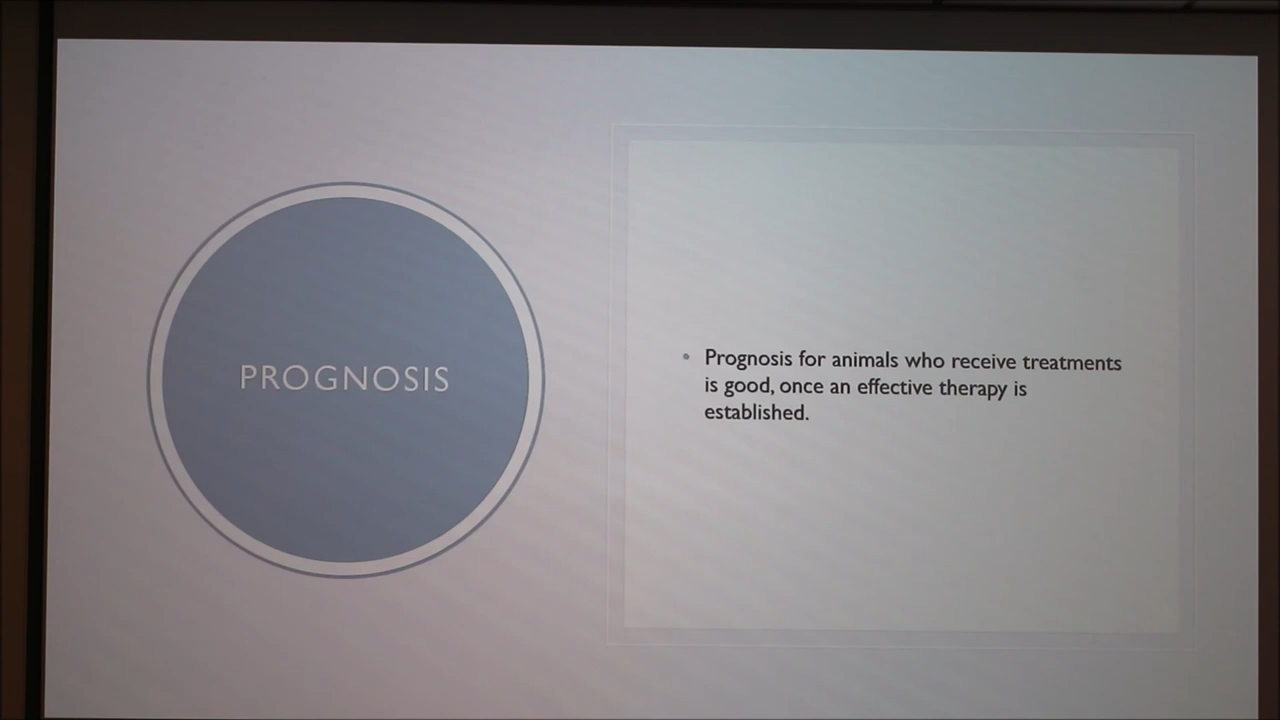 PROGNOSIS
• Prognosis for animals who receive treatments
is good, once an effective therapy is
established.